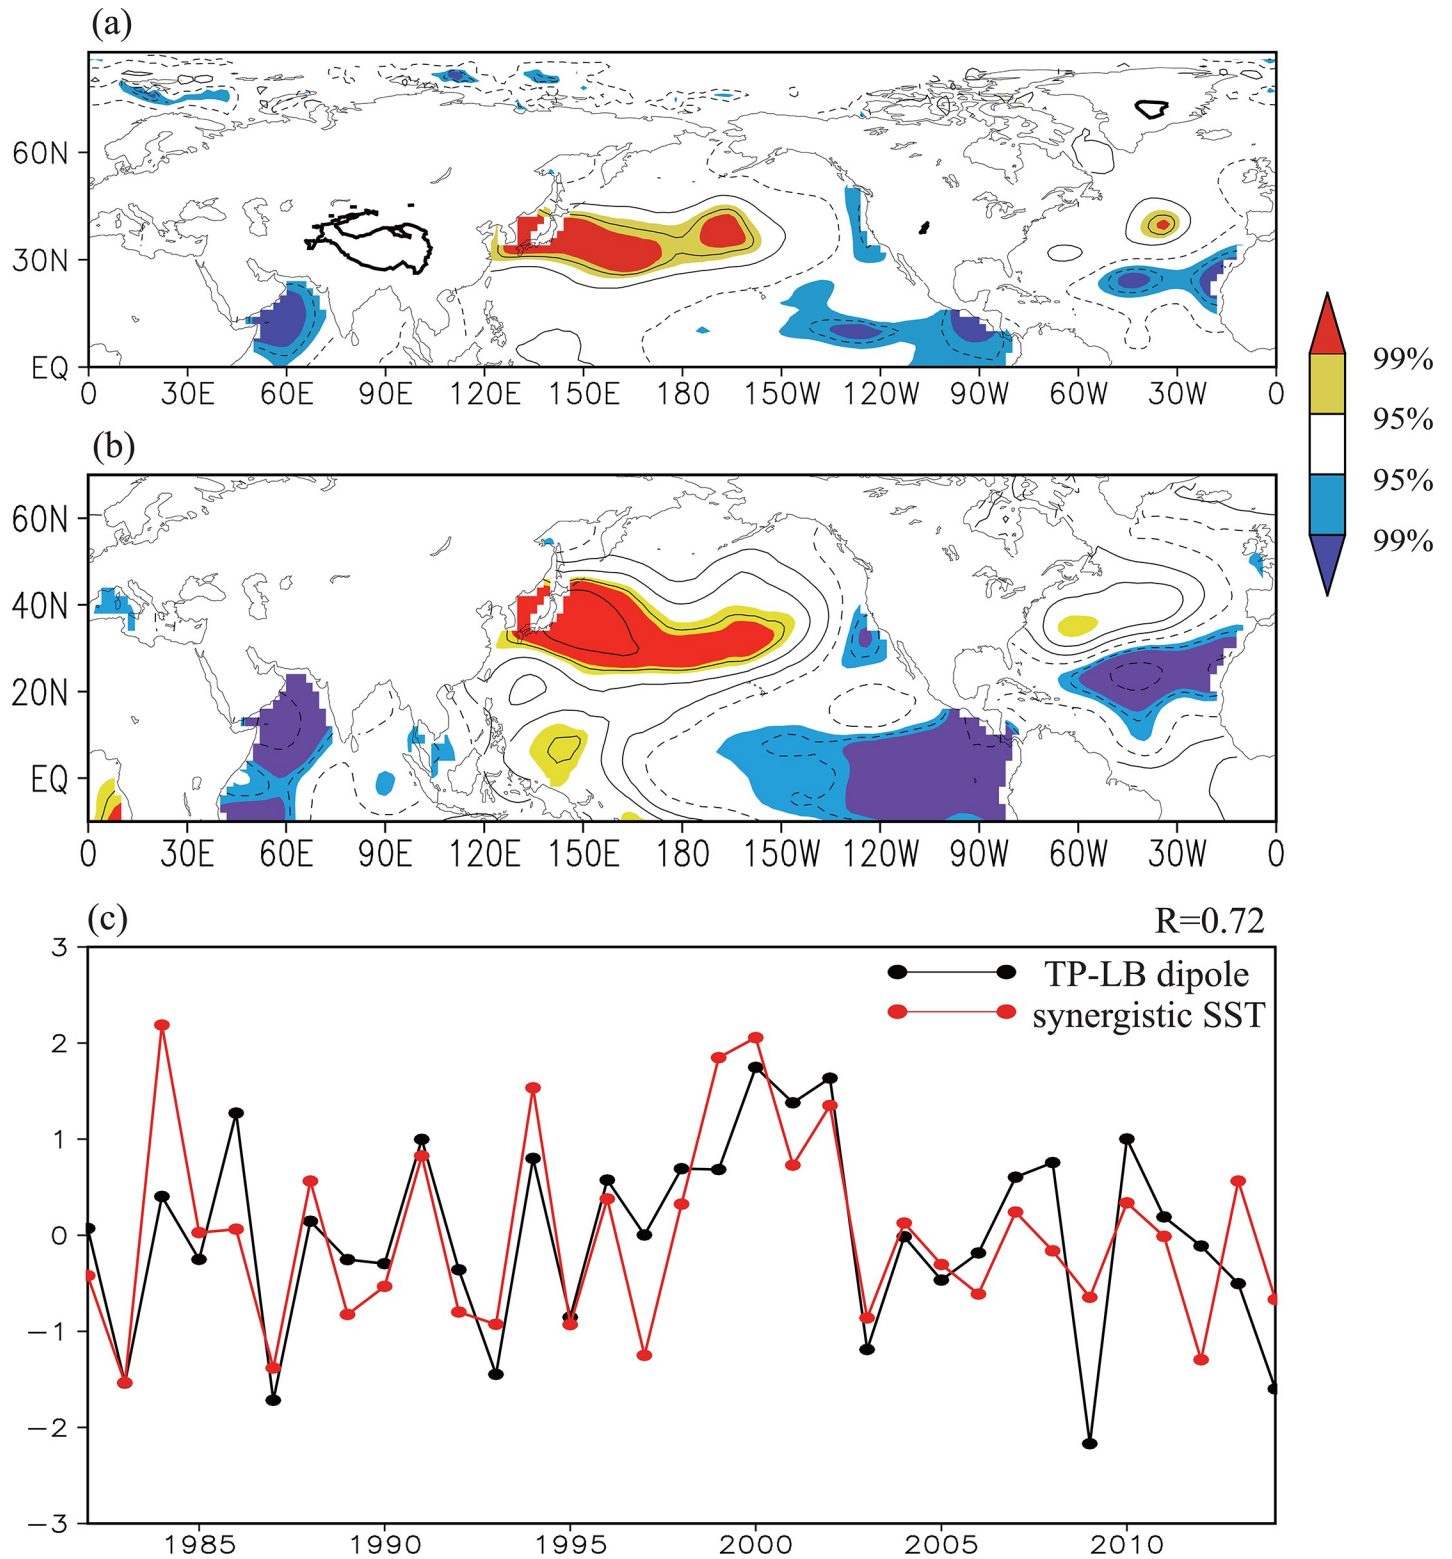 (a)
60N
30N
EQ
0 30E 60E 90E 120E 150E 180 150W 120W 90W 60W 30W 0
99%
95%
95%
99%
(b)
60N
40N
20N
EQ
0 30E 60E 90E 120E 150E 180 150W 120W 90W 60W 30W 0
(c)
R=0.72
TP-LB dipole
synergistic SST
3
2
1
0
−1
−2
−3
1985 1990 1995 2000 2005 2010